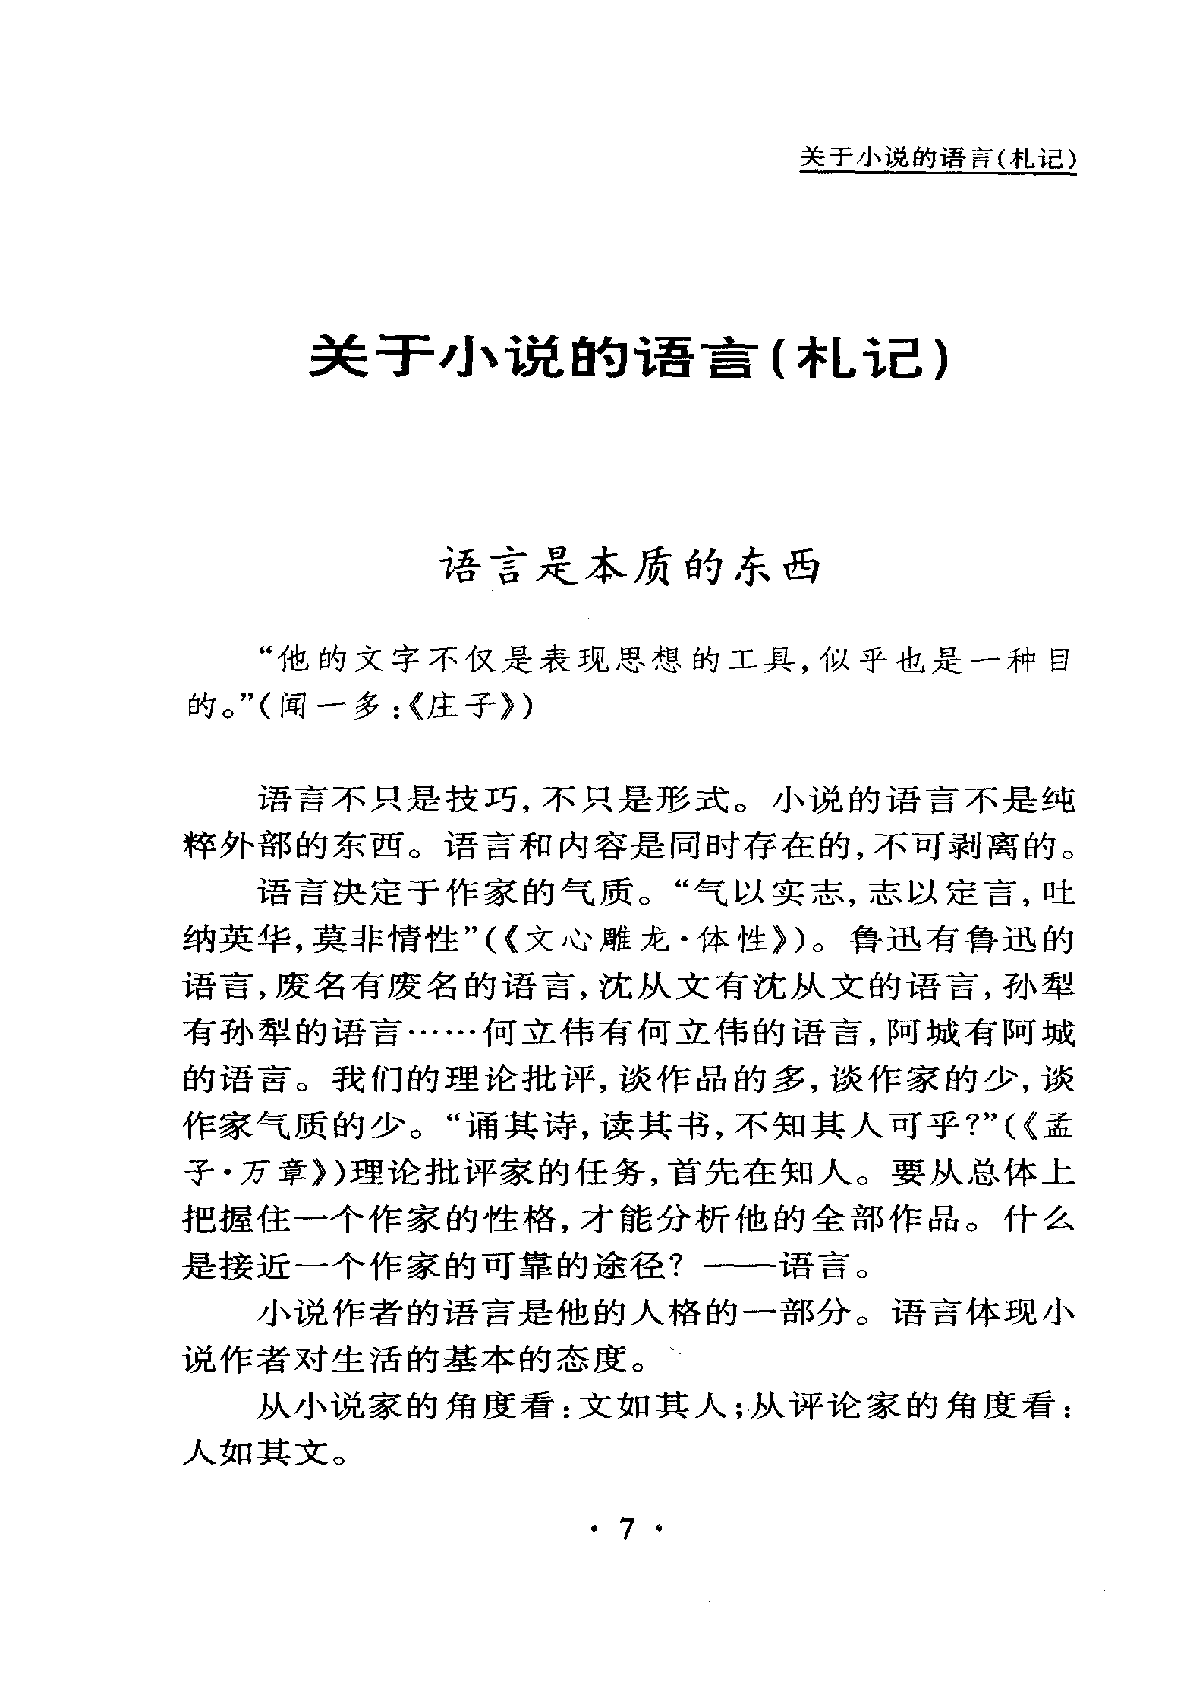 关于小说的语言(札记)
关于小说的语言(札记)
语言是本质的东西
“他的文字不仅是表现思想的工具,似乎也是一种目
的。”(闻一多:《庄子》)
语言不只是技巧,不只是形式。小说的语言不是纯
粹外部的东西。语言和内容是同时存在的,不可剥离的。
语言决定于作家的气质。“气以实志,志以定言,吐
纳英华,莫非情性”(《文心雕龙·体性》)。鲁迅有鲁迅的
语言,废名有废名的语言,沈从文有沈从文的语言,孙犁
有孙犁的语言……何立伟有何立伟的语言,阿城有阿城
的语言。我们的理论批评,谈作品的多,谈作家的少,谈
作家气质的少。“诵其诗,读其书,不知其人可乎?”(《孟
子·万章》)理论批评家的任务,首先在知人。要从总体上
把握住一个作家的性格,才能分析他的全部作品。什么
是接近一个作家的可靠的途径?——语言。
小说作者的语言是他的人格的一部分。语言体现小
说作者对生活的基本的态度。
从小说家的角度看:文如其人;从评论家的角度看:
人如其文。
· 7 ·